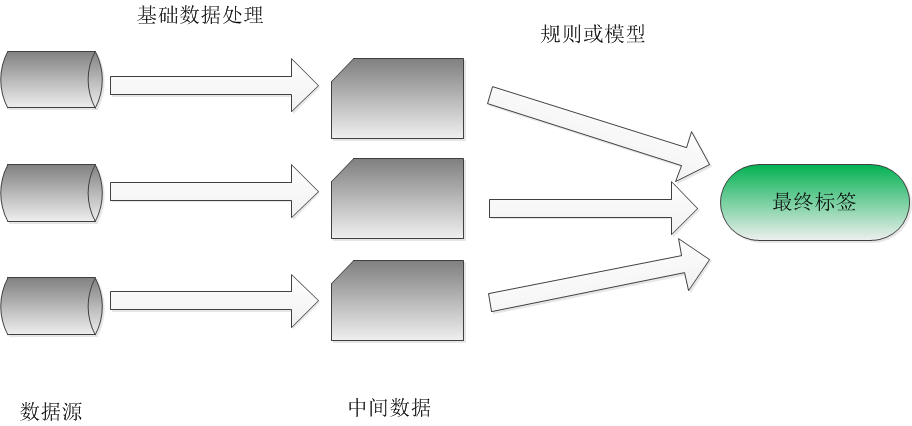 基础数据处理
规则或模型
最终标签
数据源
中间数据